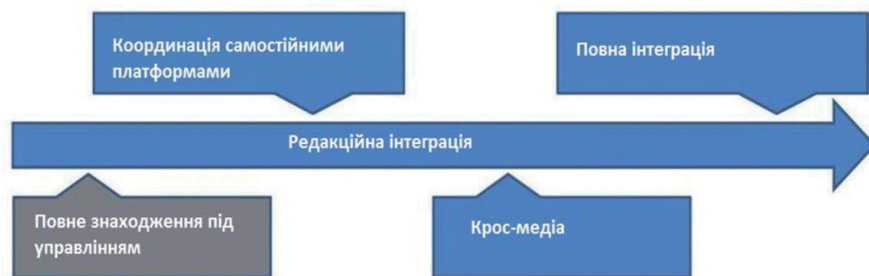 Координація самостійними
платформами
Повна інтеграція
Редакційна інтеграція
Повне знаходження під
управлінням
Крос-медіа